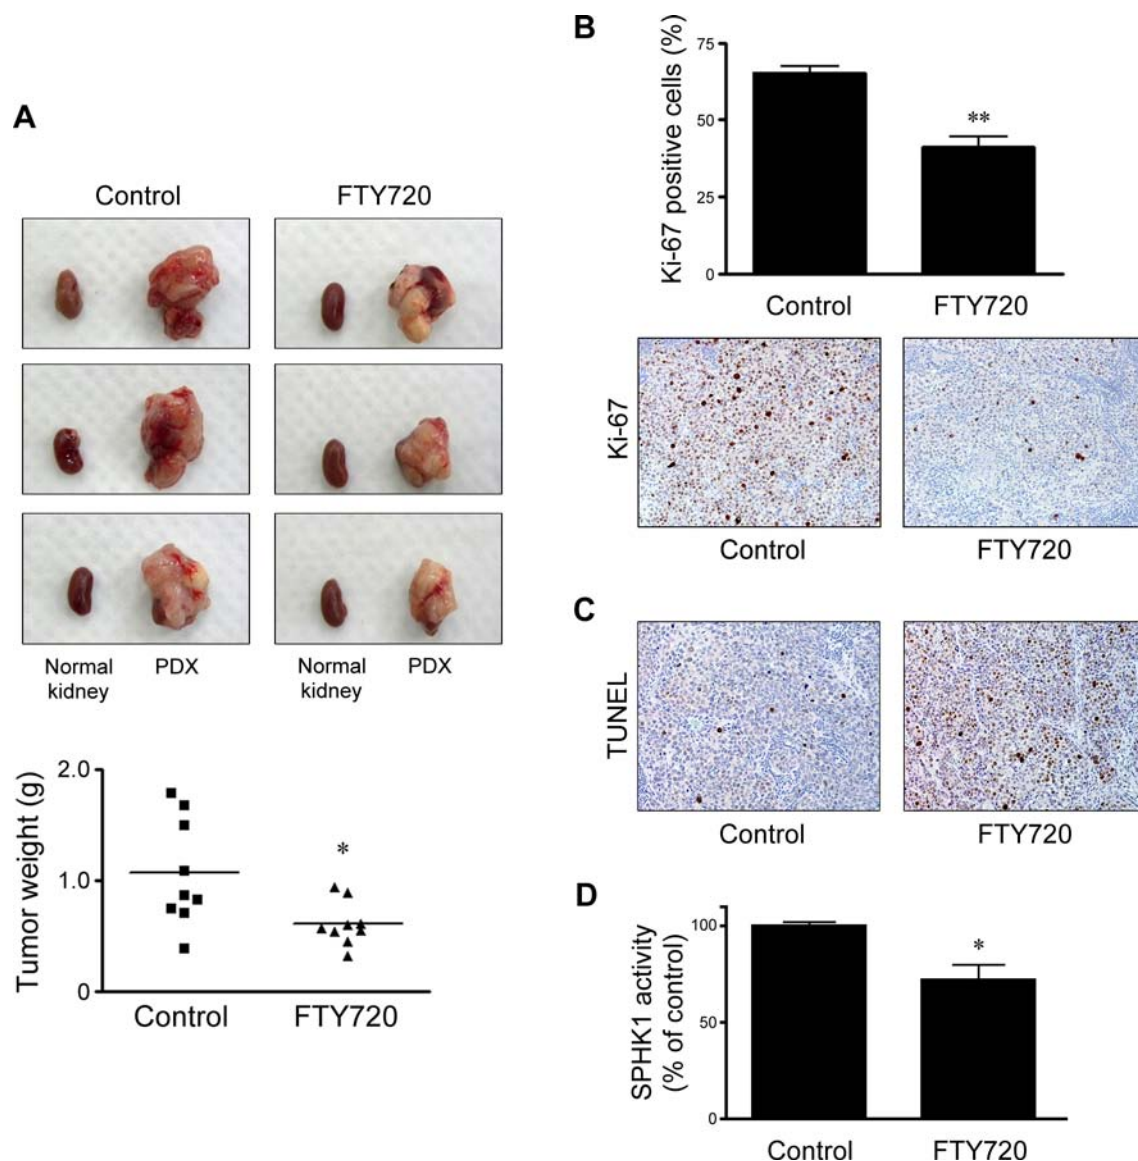 A
Control FTY720
Normal kidney PDX Normal kidney PDX
Tumor weight (g)
2.0
1.0
0
*
Control FTY720
B
Ki-67 positive cells (%)
75
50
25
0
**
Control FTY720
Ki-67
Control FTY720
C
TUNEL
Control FTY720
D
SPHK1 activity
(% of control)
100
50
0
*
Control FTY720